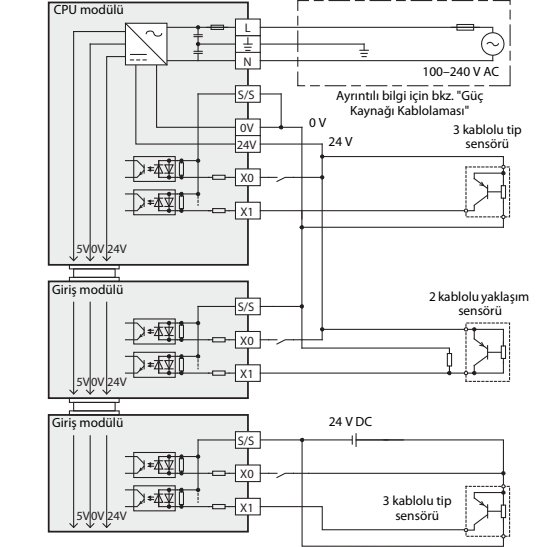 CPU modülü
L
N
100–240 V AC
S/S
Ayrıntılı bilgi için bkz. "Güç
Kaynağı Kablolaması"
0V
0 V
24V
24 V
3 kablolu tip
sensörü
X0
X1
5V 0V 24V
Giriş modülü
S/S
2 kablolu yaklaşım
sensörü
X0
X1
5V 0V 24V
Giriş modülü
24 V DC
S/S
X0
3 kablolu tip
sensörü
X1
5V 0V 24V